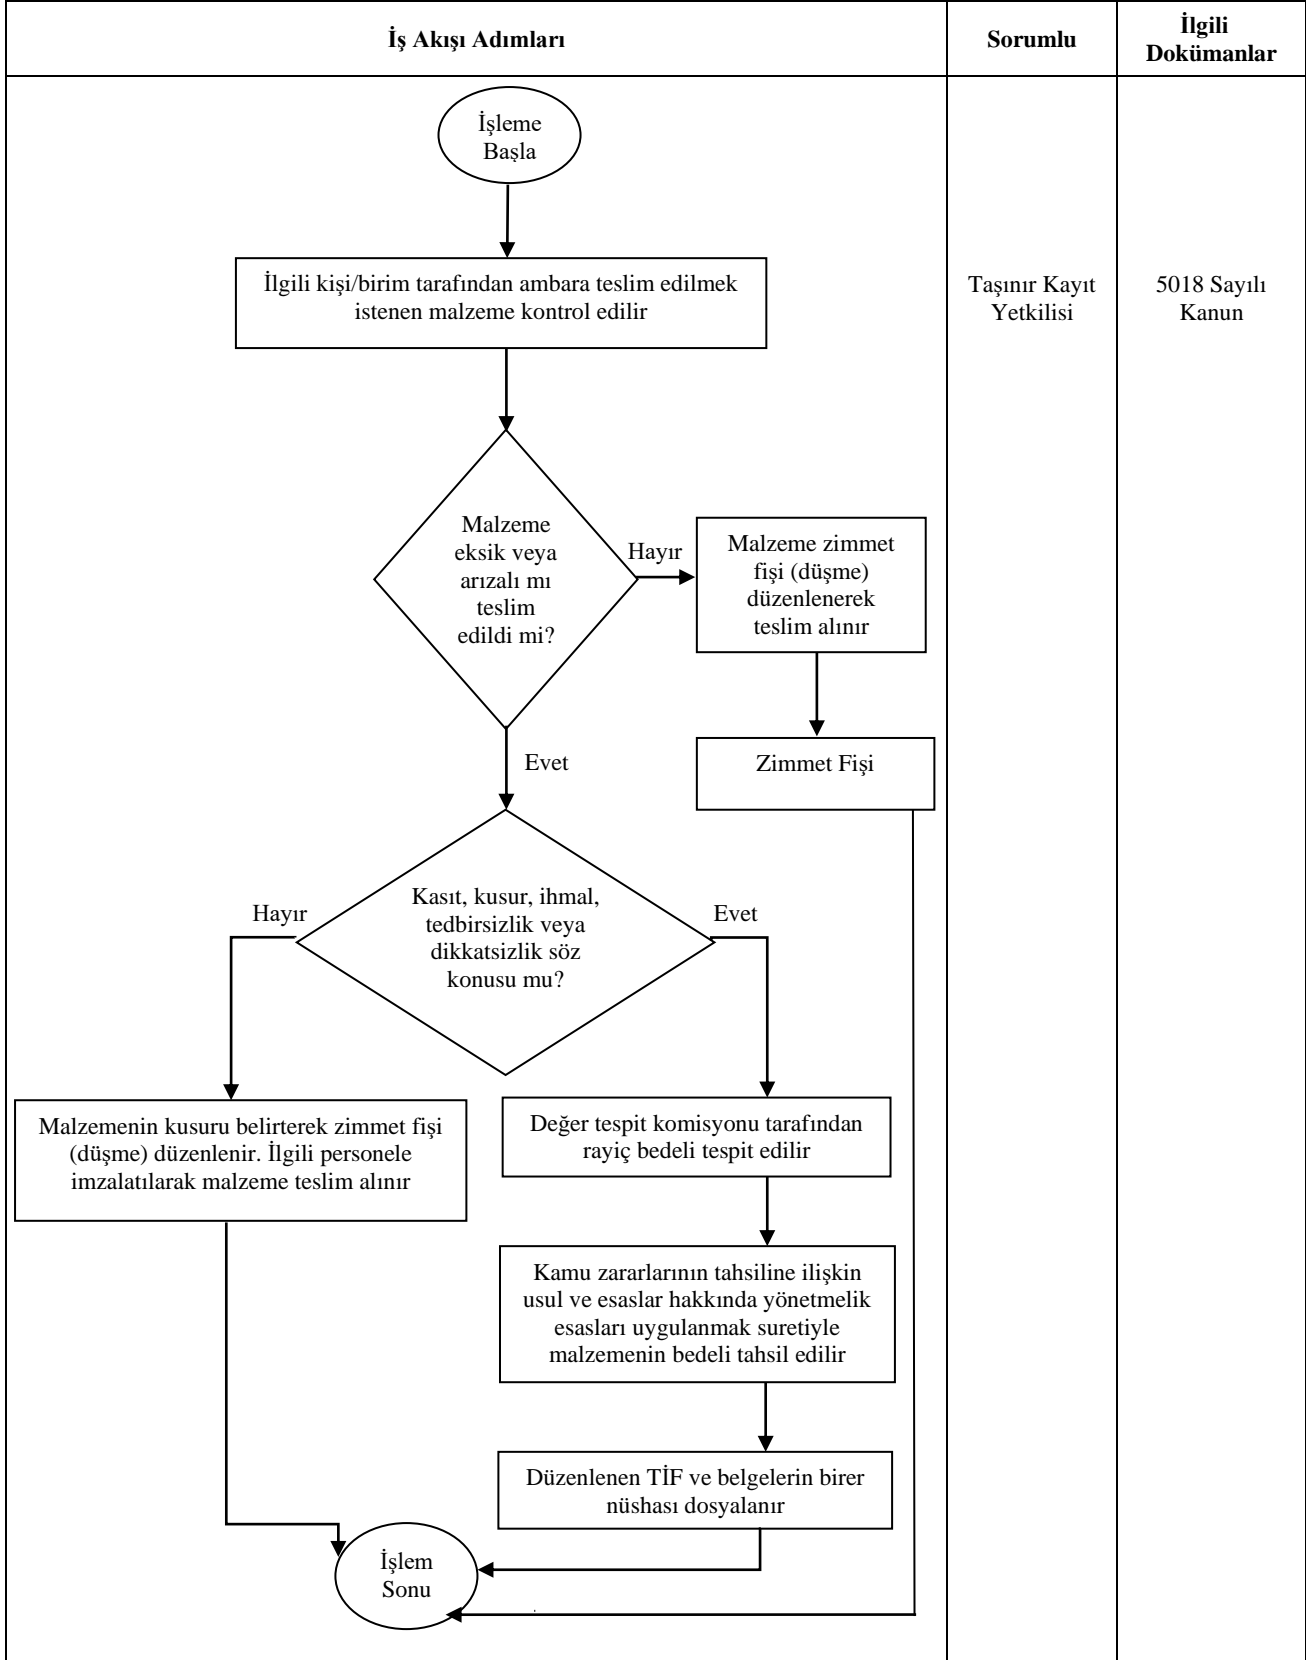 İş Akışı Adımları
Sorumlu
İlgili
Dokümanlar
İşleme
Başla
İlgili kişi/birim tarafından ambara teslim edilmek
istenen malzeme kontrol edilir
Taşınır Kayıt
Yetkilisi
5018 Sayılı
Kanun
Malzeme
eksik veya
arızalı mı
teslim
edildi mi?
Hayır
Malzeme zimmet
fişi (düşme)
düzenlenerek
teslim alınır
Evet
Zimmet Fişi
Kasıt, kusur, ihmal,
tedbirsizlik veya
dikkatsizlik söz
konusu mu?
Hayır
Evet
Malzemenin kusuru belirterek zimmet fişi
(düşme) düzenlenir. İlgili personele
imzalatılarak malzeme teslim alınır
Değer tespit komisyonu tarafından
rayiç bedeli tespit edilir
Kamu zararlarının tahsiline ilişkin
usul ve esaslar hakkında yönetmelik
esasları uygulanmak suretiyle
malzemenin bedeli tahsil edilir
Düzenlenen TİF ve belgelerin birer
nüshası dosyalanır
İşlem
Sonu